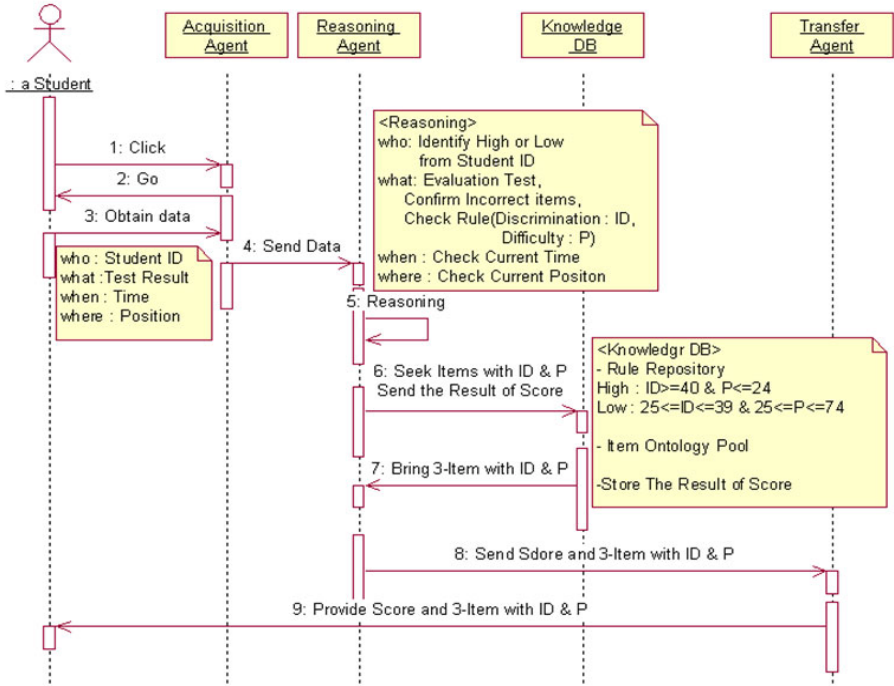 Acquisition
Agent
Reasoning
Agent
Knowledge
DB
Transfer
Agent
: a Student
1: Click
2: Go
3: Obtain data
who : Student ID
what :Test Result
when : Time
where : Position
4: Send Data
<Reasoning>
who: Identify High or Low
from Student ID
what: Evaluation Test,
Confirm Incorrect items,
Check Rule(Discrimination : ID,
Difficulty : P)
when : Check Current Time
where : Check Current Positon
5: Reasoning
6: Seek Items with ID & P
Send the Result of Score
<Knowledgr DB>
- Rule Repository
High : ID>=40 & P<=24
Low : 25<=ID<=39 & 25<=P<=74
- Item Ontology Pool
-Store The Result of Score
7: Bring 3-Item with ID & P
8: Send Sdore and 3-Item with ID & P
9: Provide Score and 3-Item with ID & P